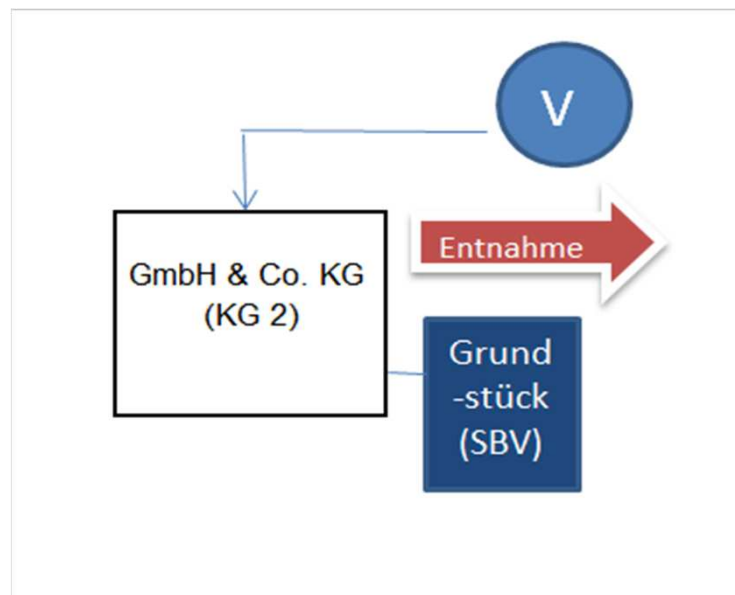 V
Entnahme
GmbH & Co. KG
(KG 2)
Grund
-stück
(SBV)